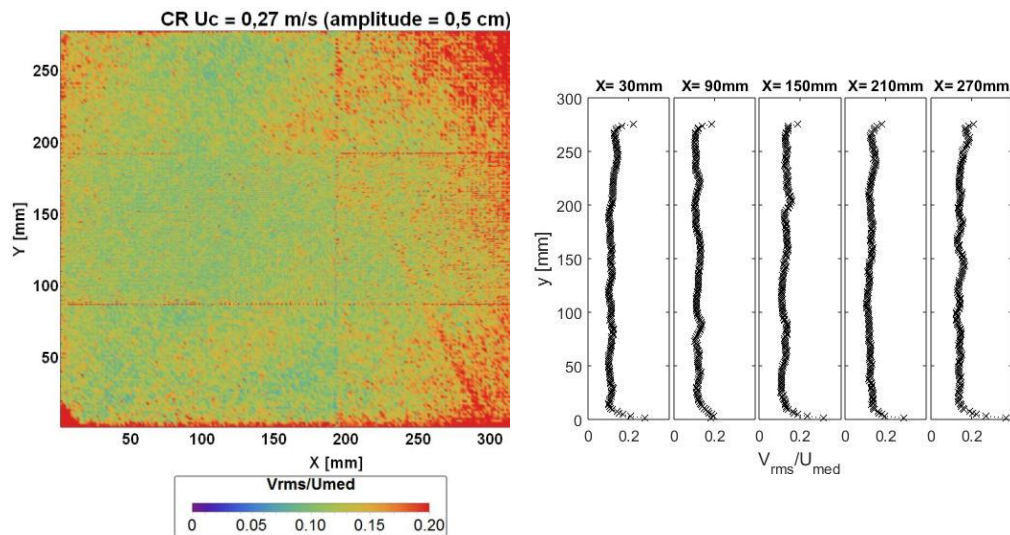 CR Uc = 0,27 m/s (amplitude = 0,5 cm)
250
200
150
100
50
Y [mm]
50 100 150 200 250 300
X [mm]
Vrms/Umed
0 0.05 0.10 0.15 0.20
X= 30mm X= 90mm X= 150mm X= 210mm X= 270mm
300
250
200
150
100
50
0
y [mm]
0 0.2 0 0.2 0 0.2 0 0.2 0 0.2
Vrms/Umed